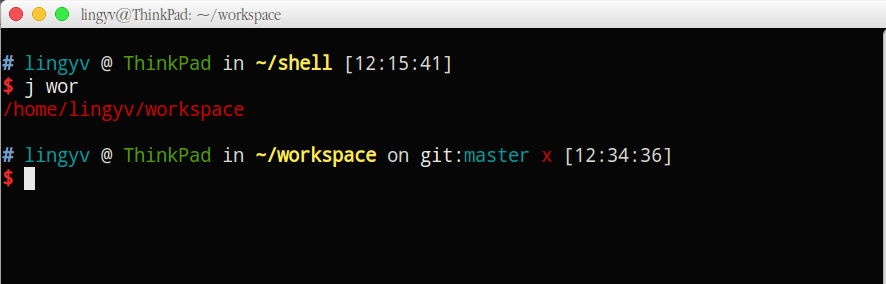 lingyv@ThinkPad: ~/workspace
# lingyv @ ThinkPad in ~/shell [12:15:41]
$ j wor
/home/lingyv/workspace
# lingyv @ ThinkPad in ~/workspace on git:master x [12:34:36]
$